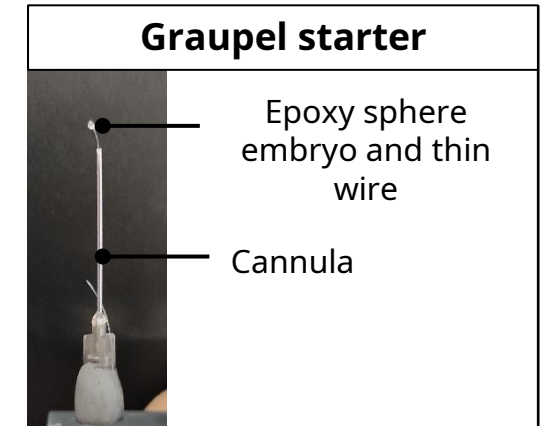 Graupel starter
Epoxy sphere
embryo and thin
wire
Cannula